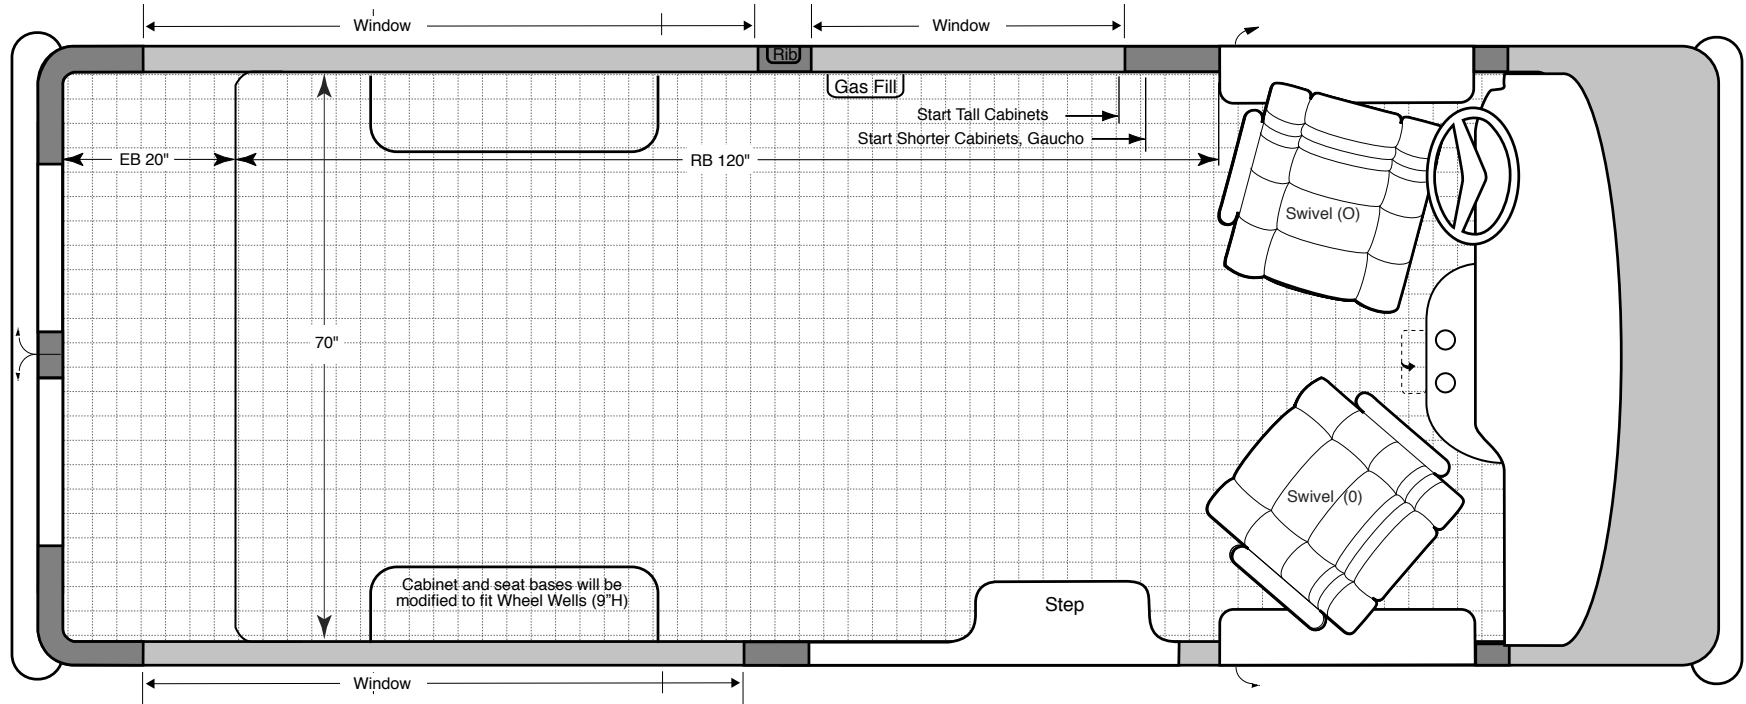 Window
Window
Rib
Gas Fill
Start Tall Cabinets
Start Shorter Cabinets, Gaucho
EB 20"
RB 120"
Swivel (O)
70"
Swivel (0)
Cabinet and seat bases will be
modified to fit Wheel Wells (9”H)
Step
Window